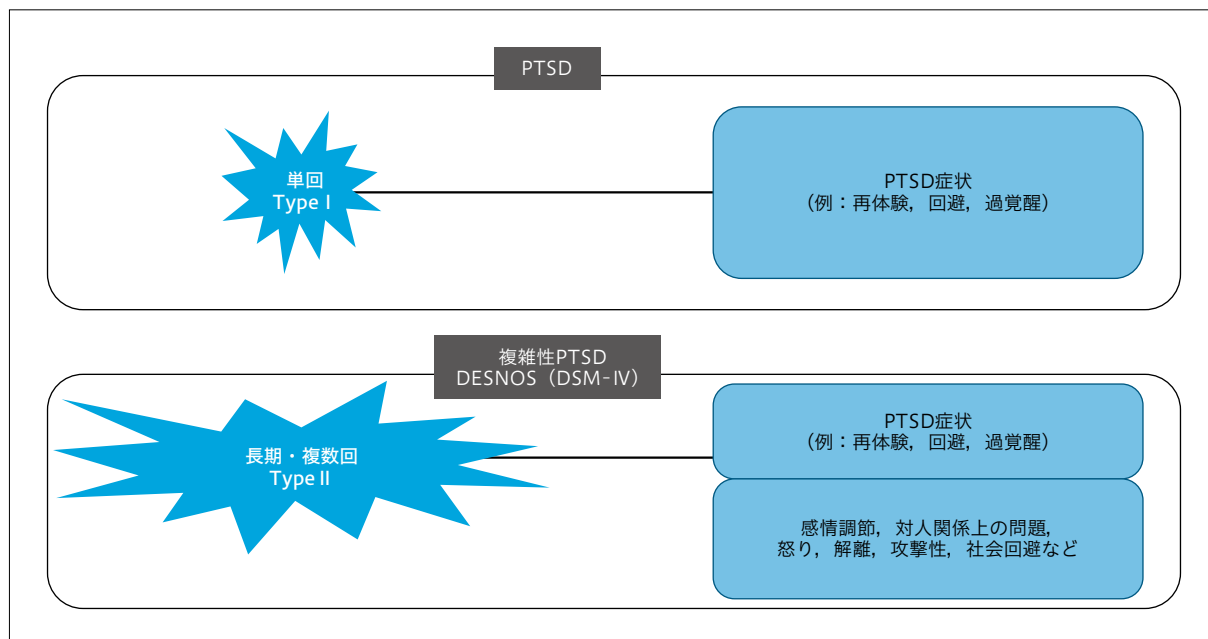 PTSD
単回
Type Ⅰ
PTSD症状
（例：再体験，回避，過覚醒）
複雑性PTSD
DESNOS（DSM-Ⅳ）
長期・複数回
Type Ⅱ
PTSD症状
（例：再体験，回避，過覚醒）
感情調節，対人関係上の問題，
怒り，解離，攻撃性，社会回避など